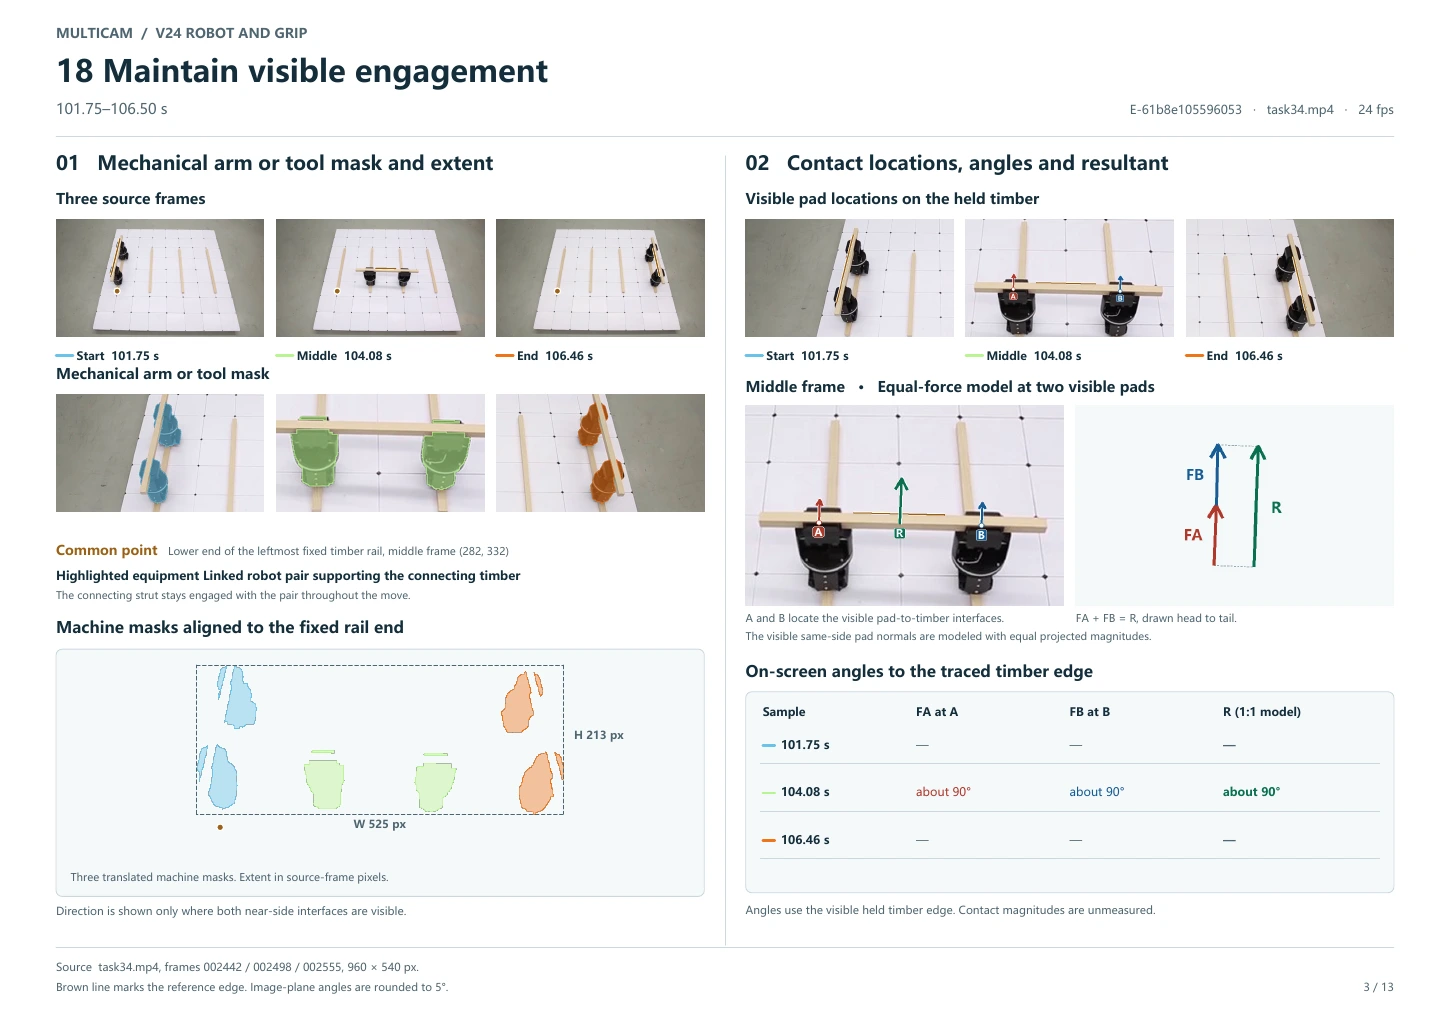 MULTICAM / V24 ROBOT AND GRIP
18 Maintain visible engagement
101.75–106.50 s
E-61b8e105596053 · task34.mp4 · 24 fps
01 Mechanical arm or tool mask and extent
Three source frames
Start 101.75 s
Middle 104.08 s
End 106.46 s
Mechanical arm or tool mask
Common point Lower end of the leftmost fixed timber rail, middle frame (282, 332)
Highlighted equipment Linked robot pair supporting the connecting timber
The connecting strut stays engaged with the pair throughout the move.
Machine masks aligned to the fixed rail end
H 213 px
W 525 px
Three translated machine masks. Extent in source-frame pixels.
Direction is shown only where both near-side interfaces are visible.
02 Contact locations, angles and resultant
Visible pad locations on the held timber
A
B
Start 101.75 s
Middle 104.08 s
End 106.46 s
Middle frame • Equal-force model at two visible pads
A
R
B
FB
FA
R
A and B locate the visible pad-to-timber interfaces.
FA + FB = R, drawn head to tail.
The visible same-side pad normals are modeled with equal projected magnitudes.
On-screen angles to the traced timber edge
Sample FA at A FB at B R (1:1 model)
101.75 s — — —
104.08 s about 90° about 90° about 90°
106.46 s — — —
Angles use the visible held timber edge. Contact magnitudes are unmeasured.
Source task34.mp4, frames 002442 / 002498 / 002555, 960 × 540 px.
Brown line marks the reference edge. Image-plane angles are rounded to 5°.
3 / 13